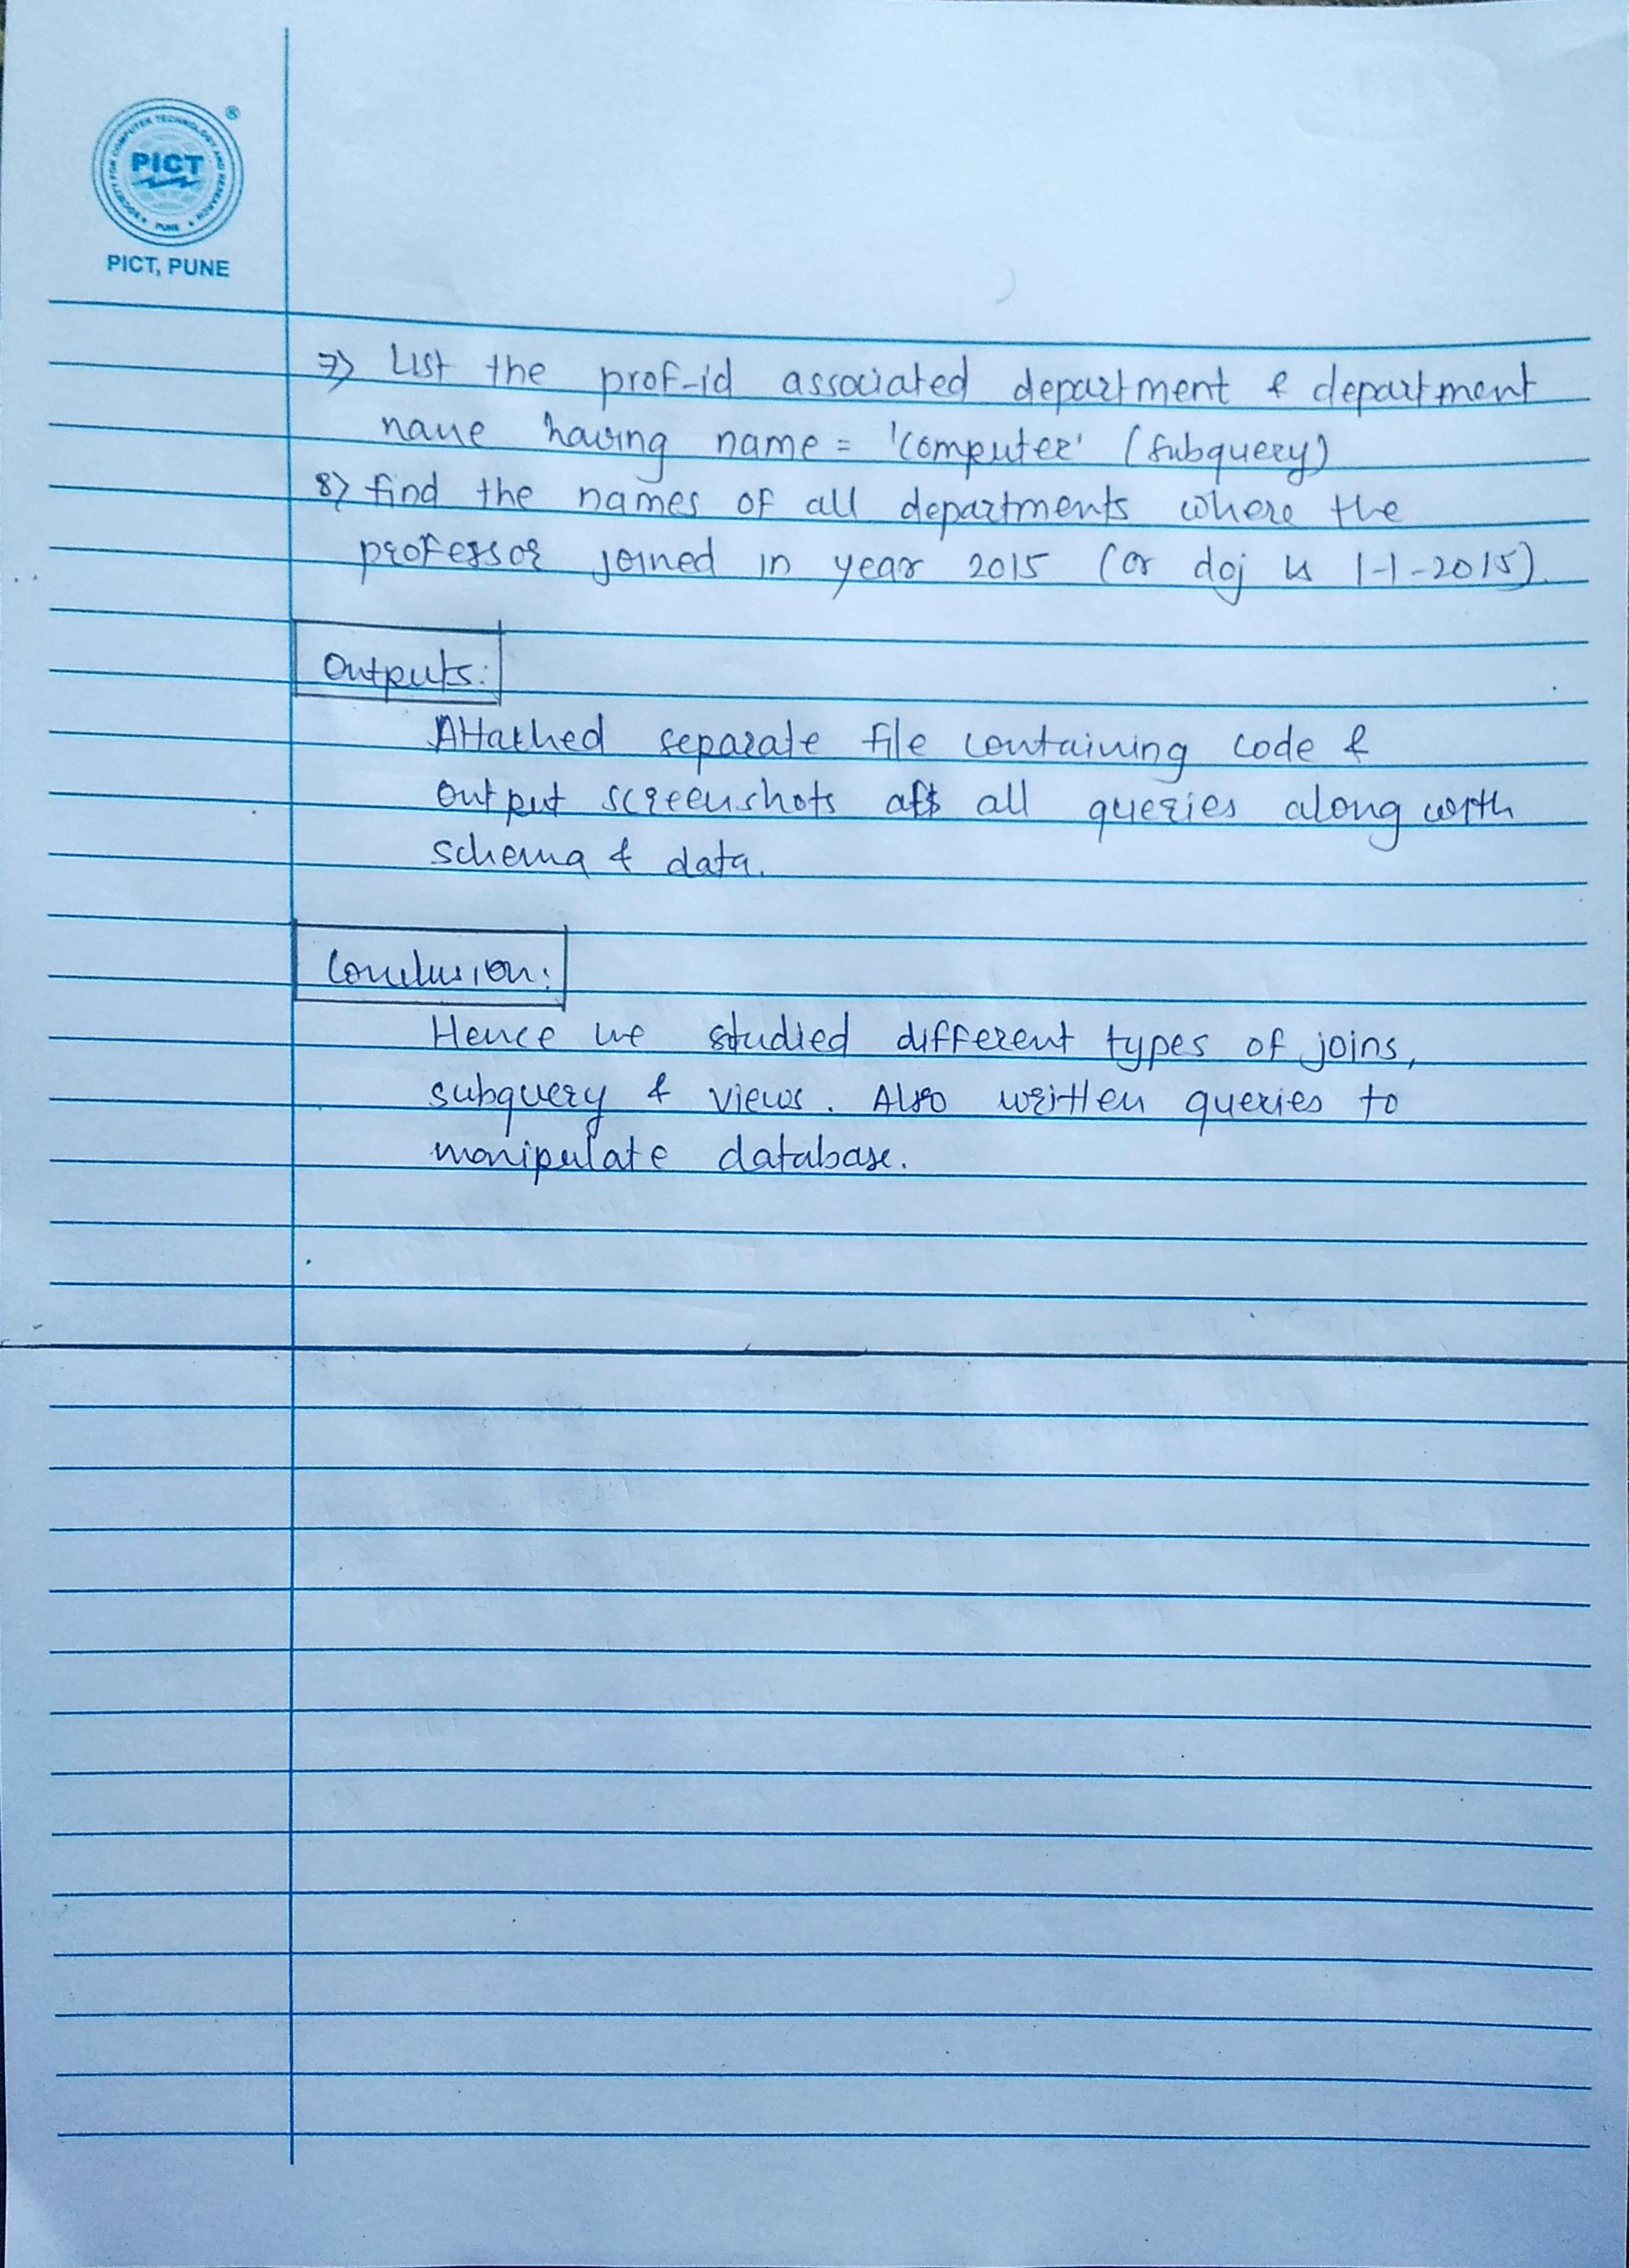 SOCIETY FOR COMPUTER TECHNOLOGY AND RESEARCH
PUNE
PICT
®
PICT, PUNE
7) List the prof-id associated department & department
name having name = 'computer' (subquery)
8) find the names of all departments where the
professor joined in year 2015 (or doj is 1-1-2015).
Outputs:
Attached separate file containing code &
output screenshots all queries along with
schema & data.
Conclusion:
Hence we studied different types of joins,
subquery & views. Also written queries to
manipulate database.